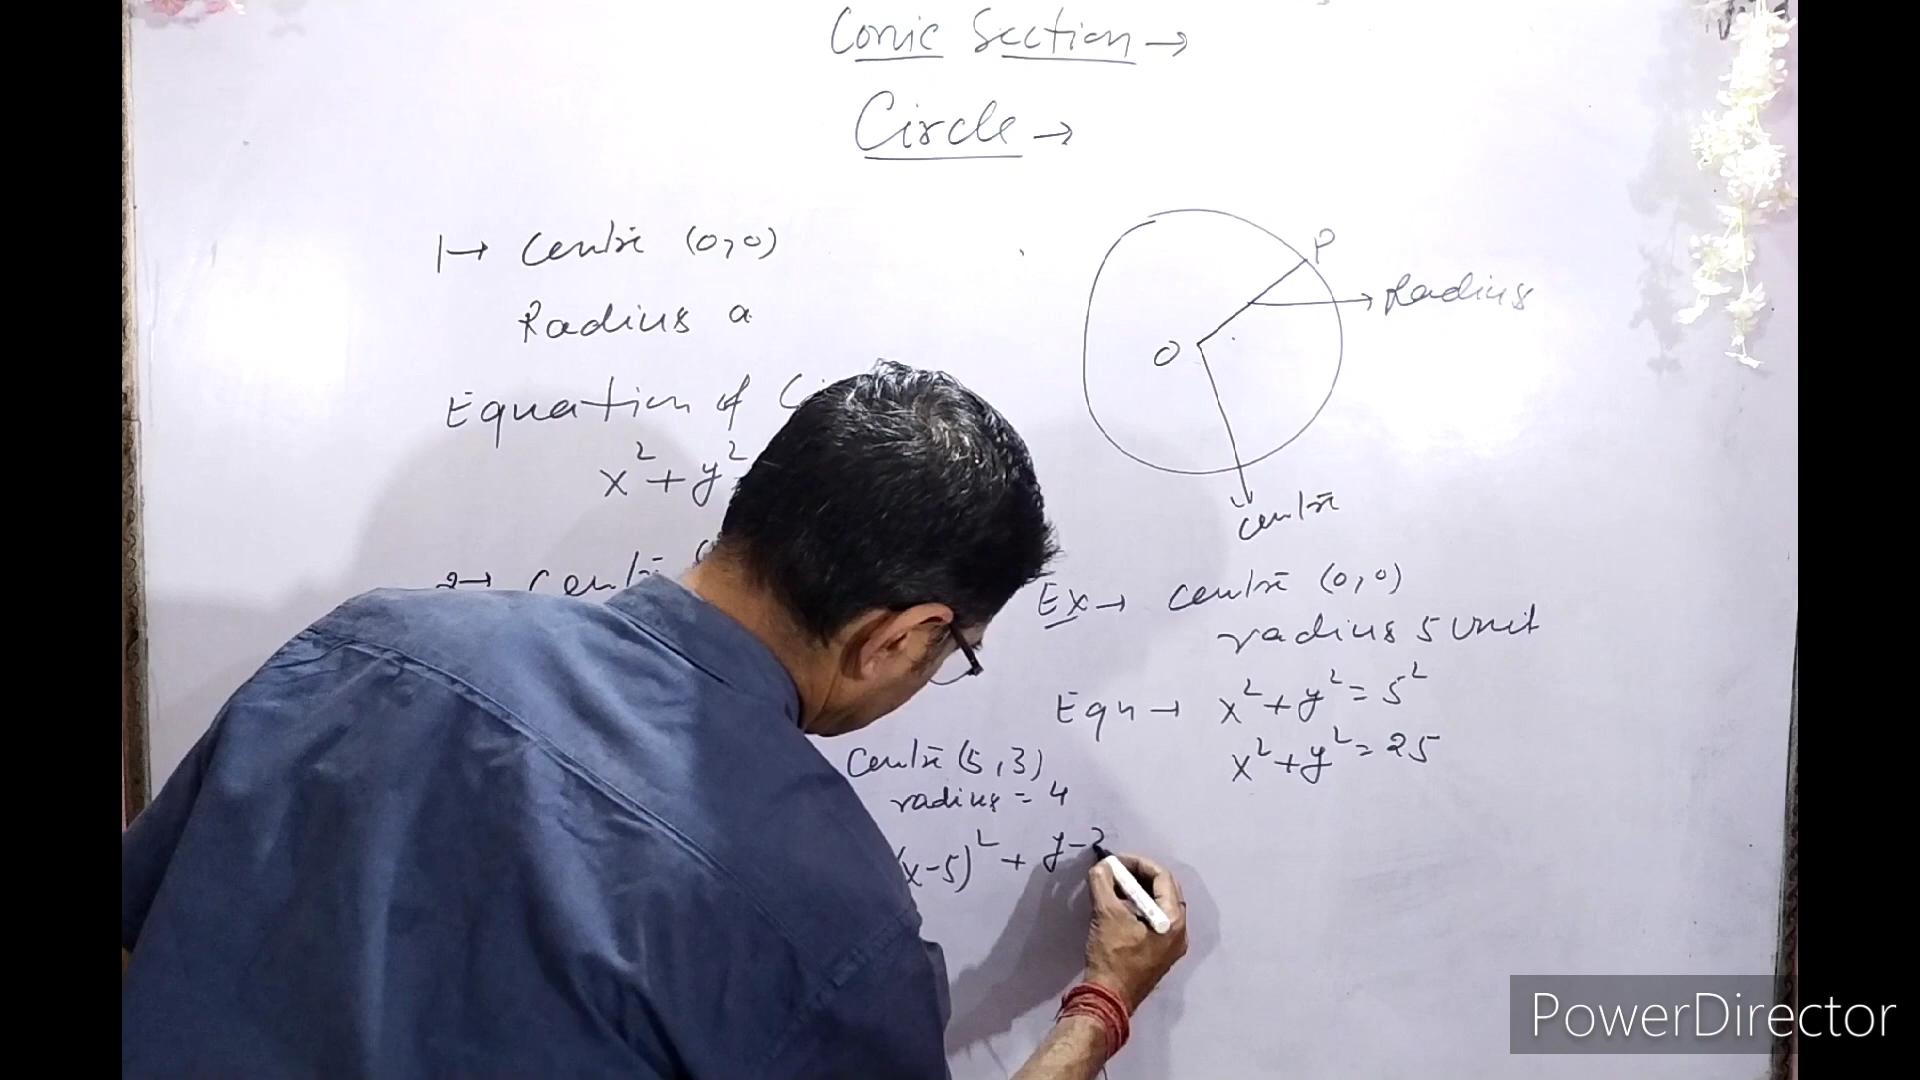 Conic Section →
Circle →
1→ Centre (0,0)
Radius a
Equation of
x²+y²
2→ Centre
P
Radius
O
centre
Ex→ centre (0,0)
radius 5 unit
Eqn→ x²+y²=5²
x²+y²=25
Centre (5,3)
radius = 4
(x-5)² + y-3
PowerDirector